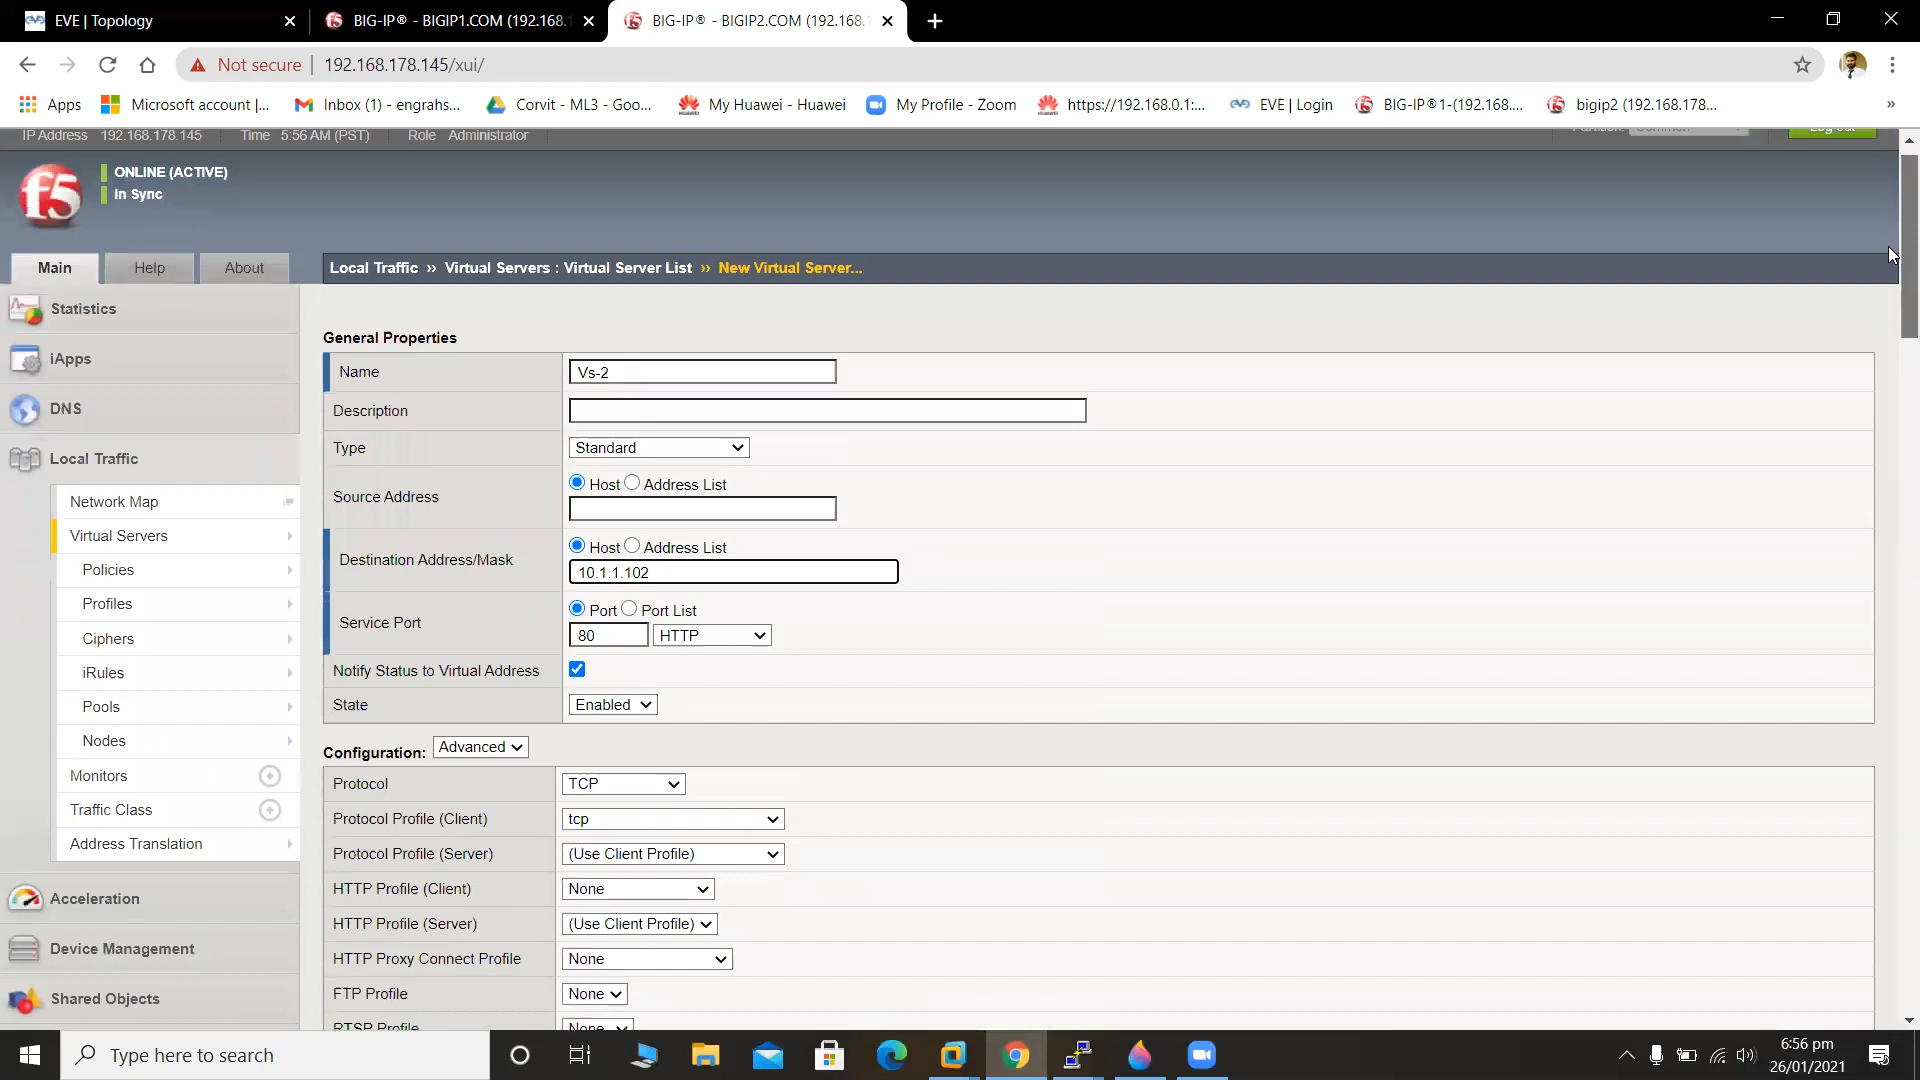 EVE | Topology
BIG-IP® - BIGIP1.COM (192.168.
BIG-IP® - BIGIP2.COM (192.168.1
Not secure
192.168.178.145/xui/
Apps
Microsoft account |...
Inbox (1) - engrahs...
Corvit - ML3 - Goo...
My Huawei - Huawei
My Profile - Zoom
https://192.168.0.1:...
EVE | Login
BIG-IP®1-(192.168....
bigip2 (192.168.178...
»
IP Address 192.168.178.145 Time 5:56 AM (PST) Role Administrator
Partition: Common
Log out
f5
ONLINE (ACTIVE)
In Sync
Main
Help
About
Local Traffic »» Virtual Servers : Virtual Server List »» New Virtual Server...
Statistics
iApps
DNS
Local Traffic
Network Map
Virtual Servers
Policies
Profiles
Ciphers
iRules
Pools
Nodes
Monitors
Traffic Class
Address Translation
Acceleration
Device Management
Shared Objects
General Properties
Name Vs-2
Description
Type Standard
Source Address Host Address List
Destination Address/Mask Host Address List
10.1.1.102
Service Port Port Port List
80 HTTP
Notify Status to Virtual Address
State Enabled
Configuration: Advanced
Protocol TCP
Protocol Profile (Client) tcp
Protocol Profile (Server) (Use Client Profile)
HTTP Profile (Client) None
HTTP Profile (Server) (Use Client Profile)
HTTP Proxy Connect Profile None
FTP Profile None
RTSP Profile None
Type here to search
6:56 pm
26/01/2021